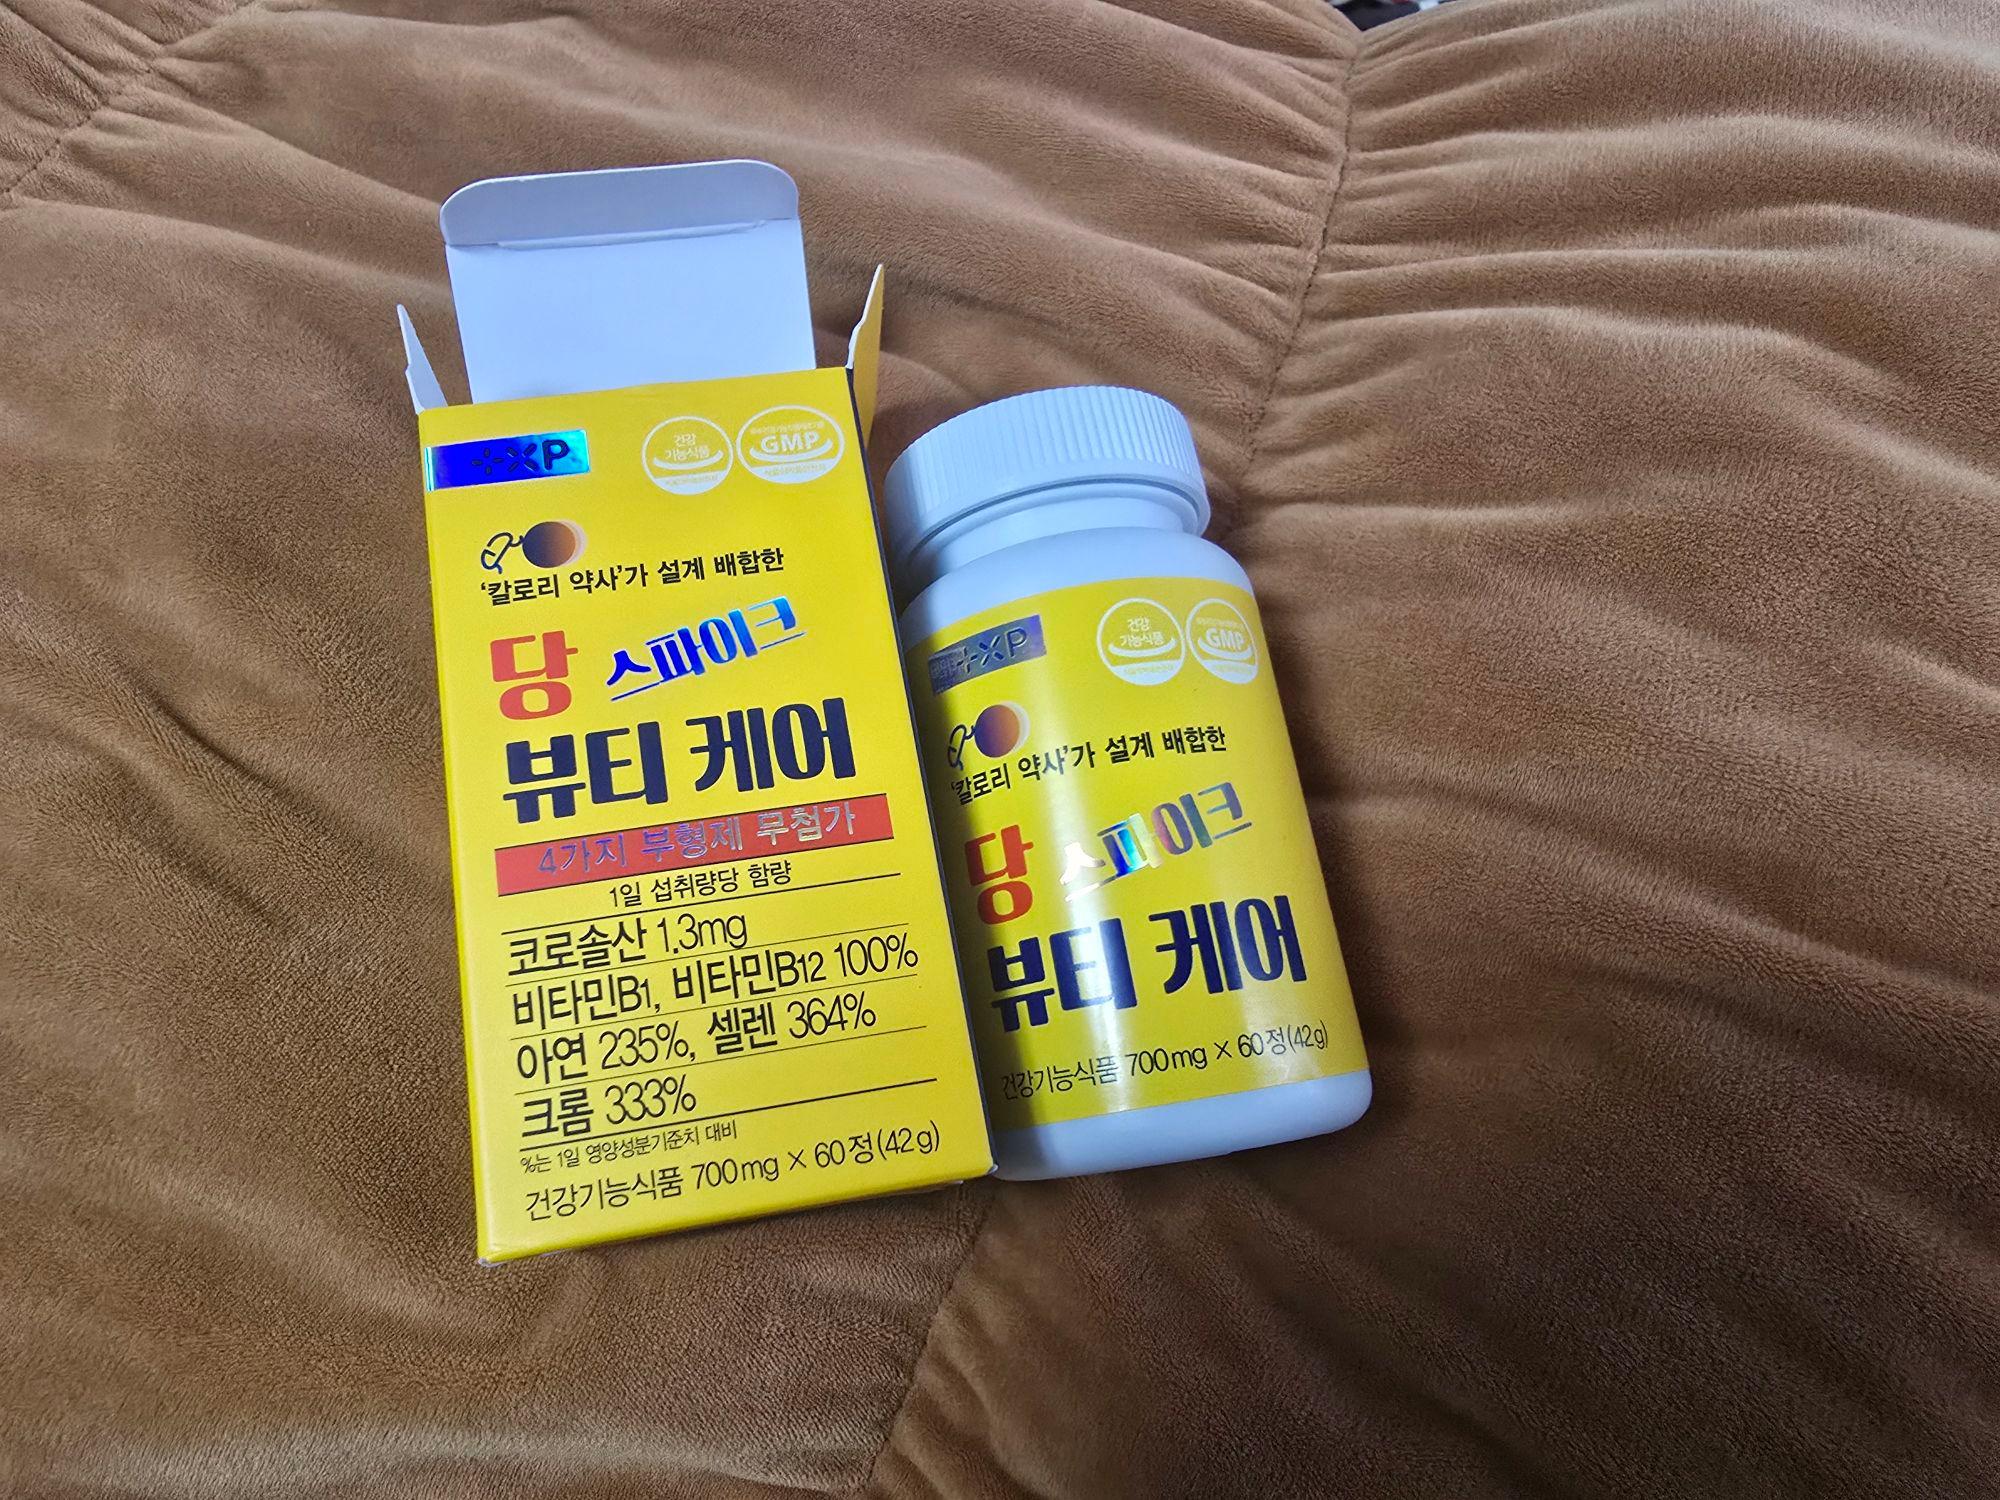 P
건강
기능식품
GMP
'칼로리 약사'가 설계 배합한
당 스파이크
뷰티 케어
4가지 부형제 무첨가
1일 섭취량당 함량
코로솔산 1.3mg
비타민B1, 비타민B12 100%
아연 235%, 셀렌 364%
크롬 333%
%는 1일 영양성분기준치 대비
건강기능식품 700mg × 60정(42g)
P
건강
기능식품
GMP
'칼로리 약사'가 설계 배합한
당 스파이크
뷰티 케어
건강기능식품 700mg × 60정(42g)